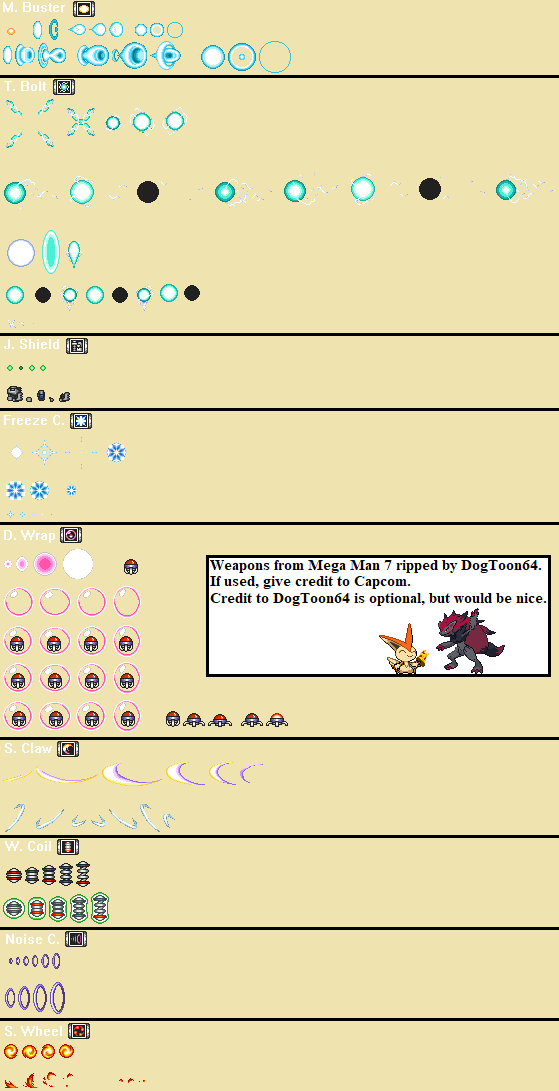 M. Buster
T. Bolt
J. Shield
Freeze C.
D. Wrap
Weapons from Mega Man 7 ripped by DogToon64.
If used, give credit to Capcom.
Credit to DogToon64 is optional, but would be nice.
S. Claw
W. Coil
Noise C.
S. Wheel